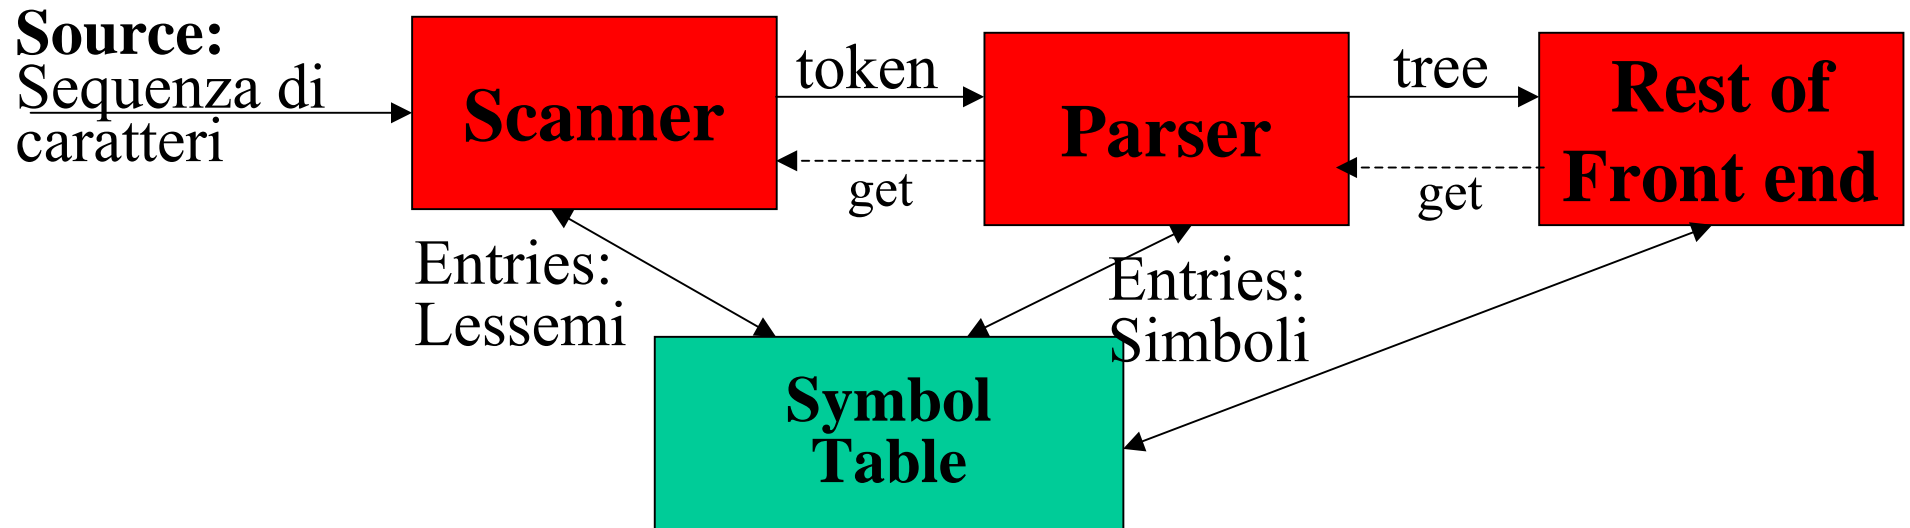 Source:
Sequenza di
caratteri
Scanner
token
get
Parser
tree
get
Rest of
Front end
Entries:
Lessemi
Entries:
Simboli
Symbol
Table